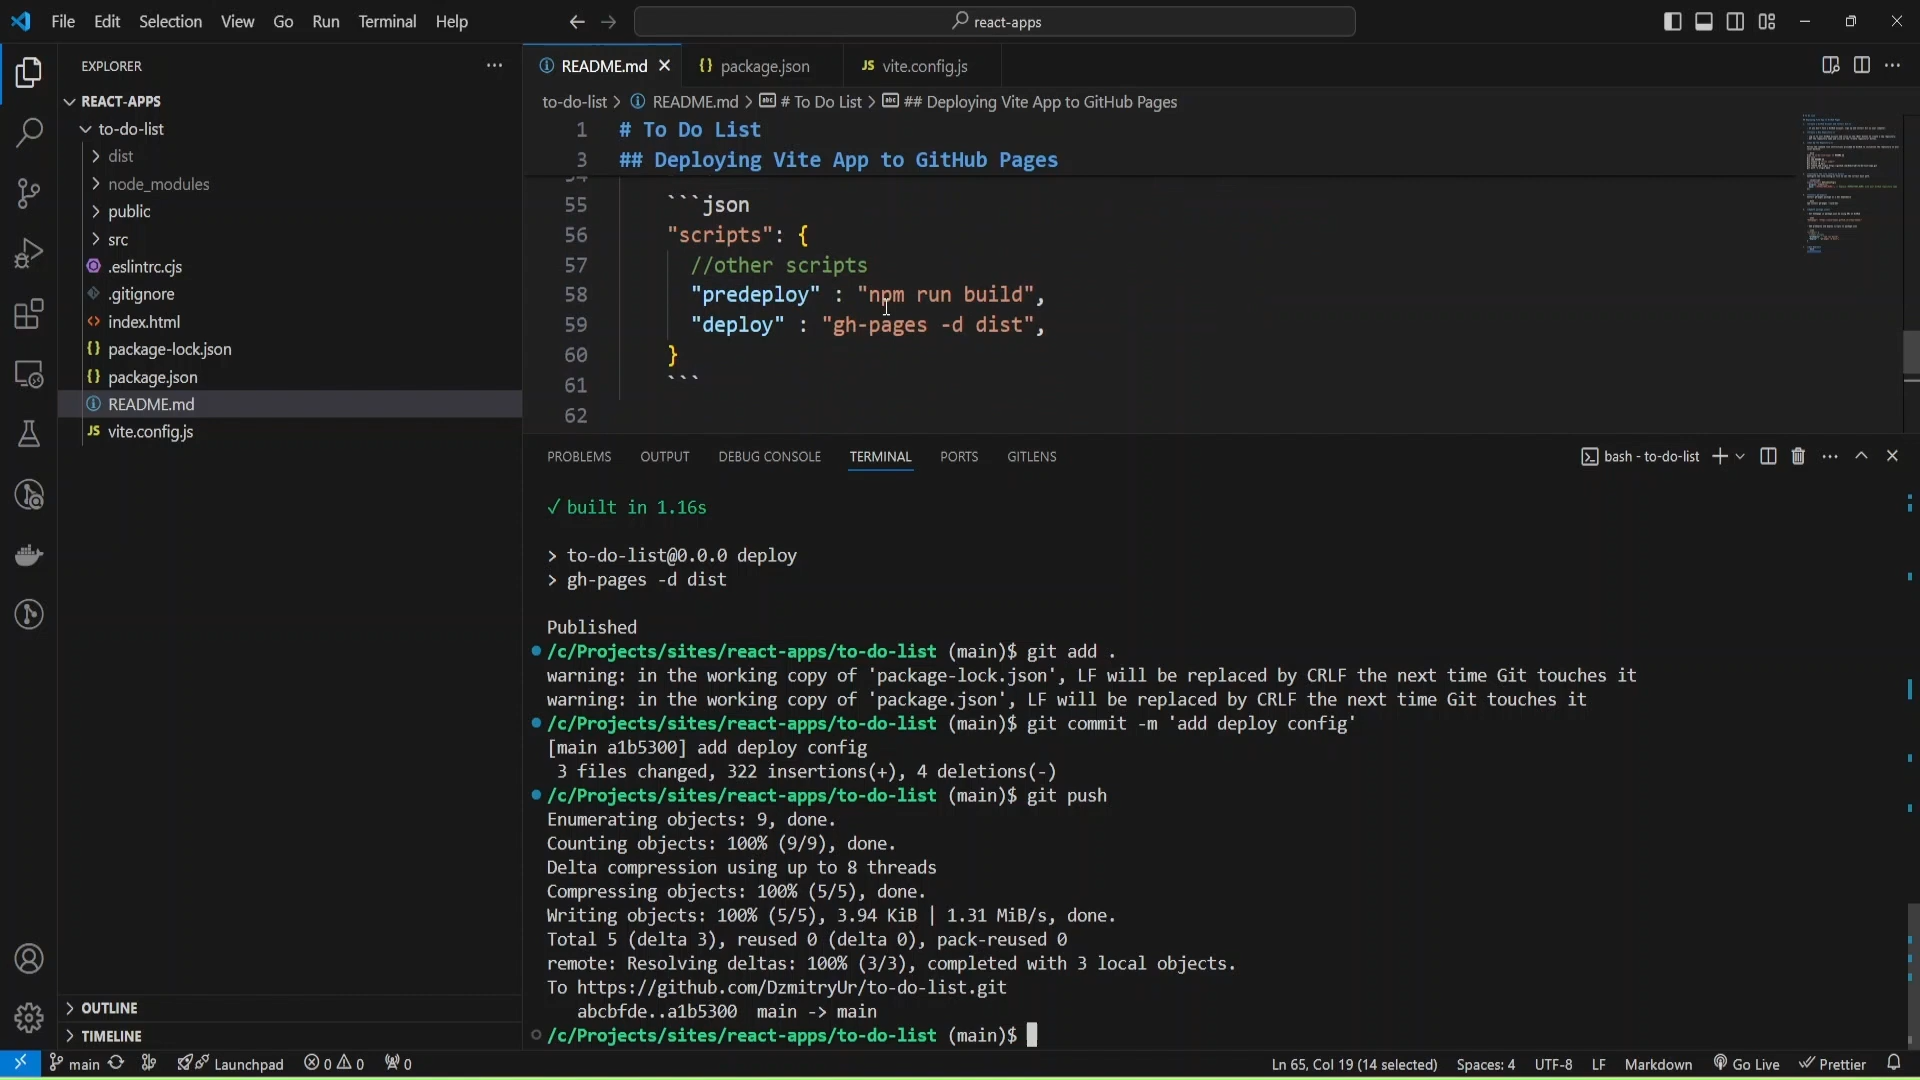 File Edit Selection View Go Run Terminal Help
react-apps
EXPLORER
REACT-APPS
to-do-list
dist
node_modules
public
src
.eslintrc.cjs
.gitignore
index.html
package-lock.json
package.json
README.md
vite.config.js
OUTLINE
TIMELINE
README.md
package.json
vite.config.js
to-do-list > README.md > # To Do List > ## Deploying Vite App to GitHub Pages
1 # To Do List
3 ## Deploying Vite App to GitHub Pages
54
55 ```json
56 "scripts": {
57 //other scripts
58 "predeploy" : "npm run build",
59 "deploy" : "gh-pages -d dist",
60 }
61 ```
62
PROBLEMS OUTPUT DEBUG CONSOLE TERMINAL PORTS GITLENS
bash - to-do-list
✓ built in 1.16s
> to-do-list@0.0.0 deploy
> gh-pages -d dist
Published
/c/Projects/sites/react-apps/to-do-list (main)$ git add .
warning: in the working copy of 'package-lock.json', LF will be replaced by CRLF the next time Git touches it
warning: in the working copy of 'package.json', LF will be replaced by CRLF the next time Git touches it
/c/Projects/sites/react-apps/to-do-list (main)$ git commit -m 'add deploy config'
[main a1b5300] add deploy config
3 files changed, 322 insertions(+), 4 deletions(-)
/c/Projects/sites/react-apps/to-do-list (main)$ git push
Enumerating objects: 9, done.
Counting objects: 100% (9/9), done.
Delta compression using up to 8 threads
Compressing objects: 100% (5/5), done.
Writing objects: 100% (5/5), 3.94 KiB | 1.31 MiB/s, done.
Total 5 (delta 3), reused 0 (delta 0), pack-reused 0
remote: Resolving deltas: 100% (3/3), completed with 3 local objects.
To https://github.com/DzmitryUr/to-do-list.git
abcbfde..a1b5300 main -> main
/c/Projects/sites/react-apps/to-do-list (main)$
main Launchpad 0 0 0 Ln 65, Col 19 (14 selected) Spaces: 4 UTF-8 LF Markdown Go Live Prettier